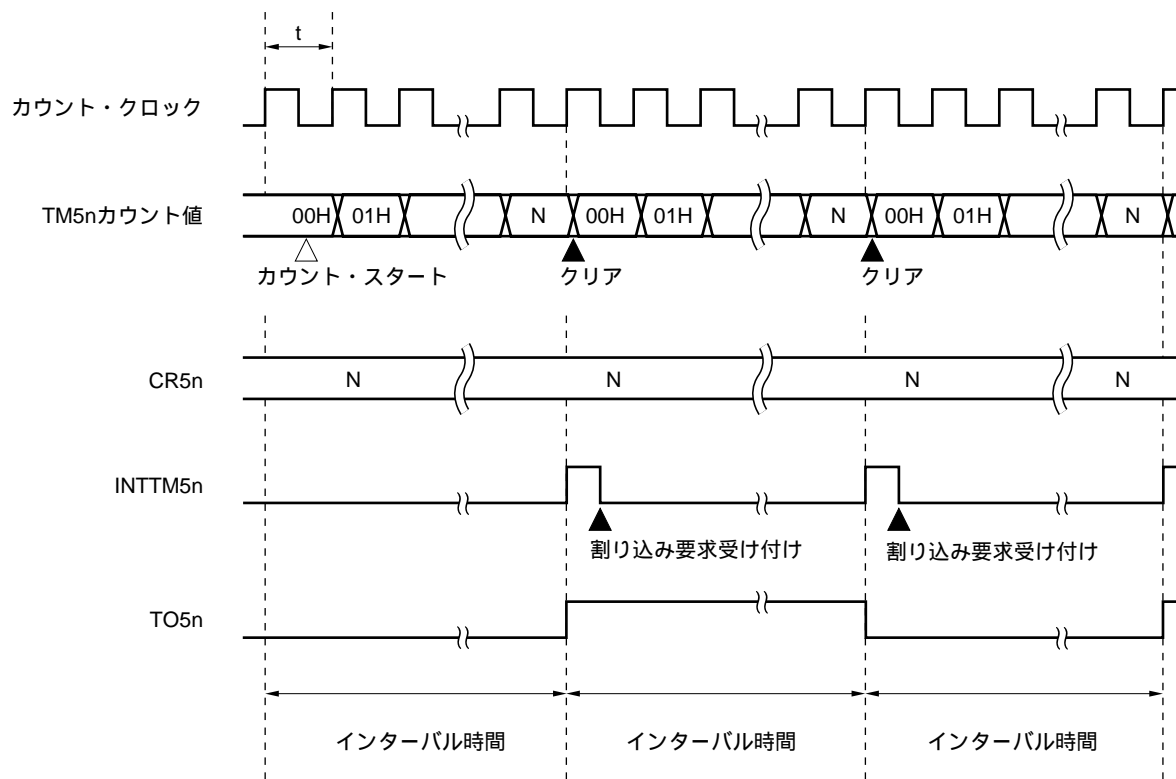 t
カウント・クロック
TM5nカウント値 00H 01H N 00H 01H N 00H 01H N
カウント・スタート クリア クリア
CR5n N N N N
INTTM5n
割り込み要求受け付け 割り込み要求受け付け
TO5n
インターバル時間 インターバル時間 インターバル時間